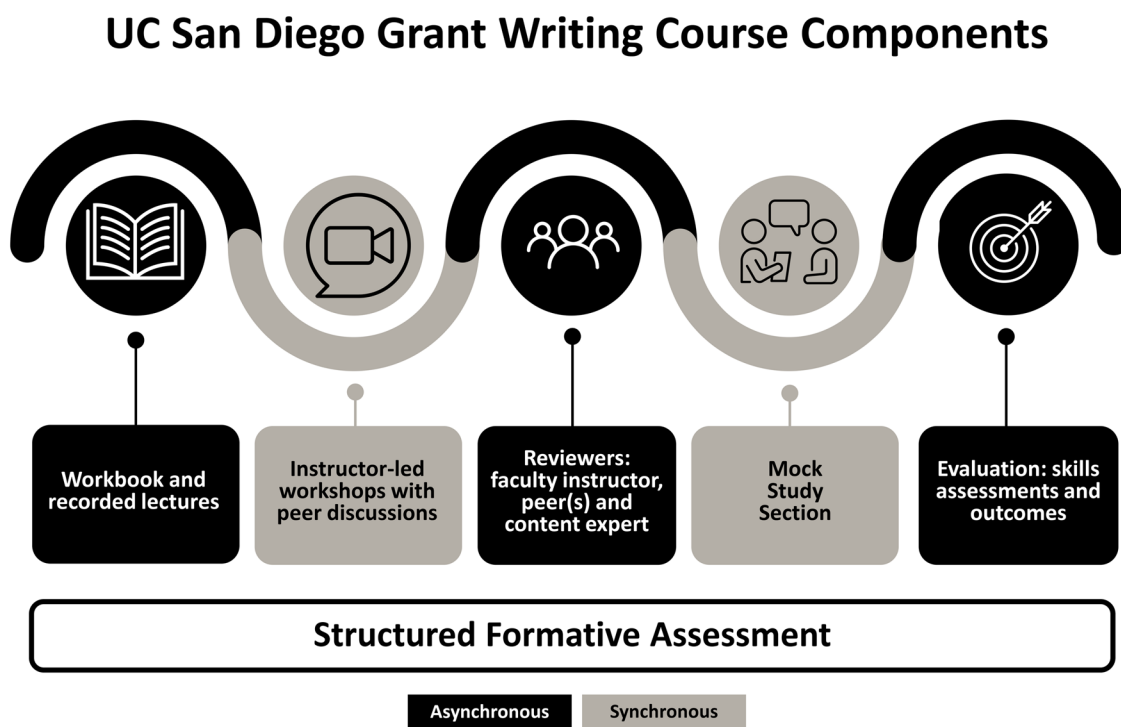 UC San Diego Grant Writing Course Components
Workbook and
recorded lectures
Instructor-led
workshops with
peer discussions
Reviewers:
faculty instructor,
peer(s) and
content expert
Mock
Study
Section
Evaluation: skills
assessments and
outcomes
Structured Formative Assessment
Asynchronous
Synchronous